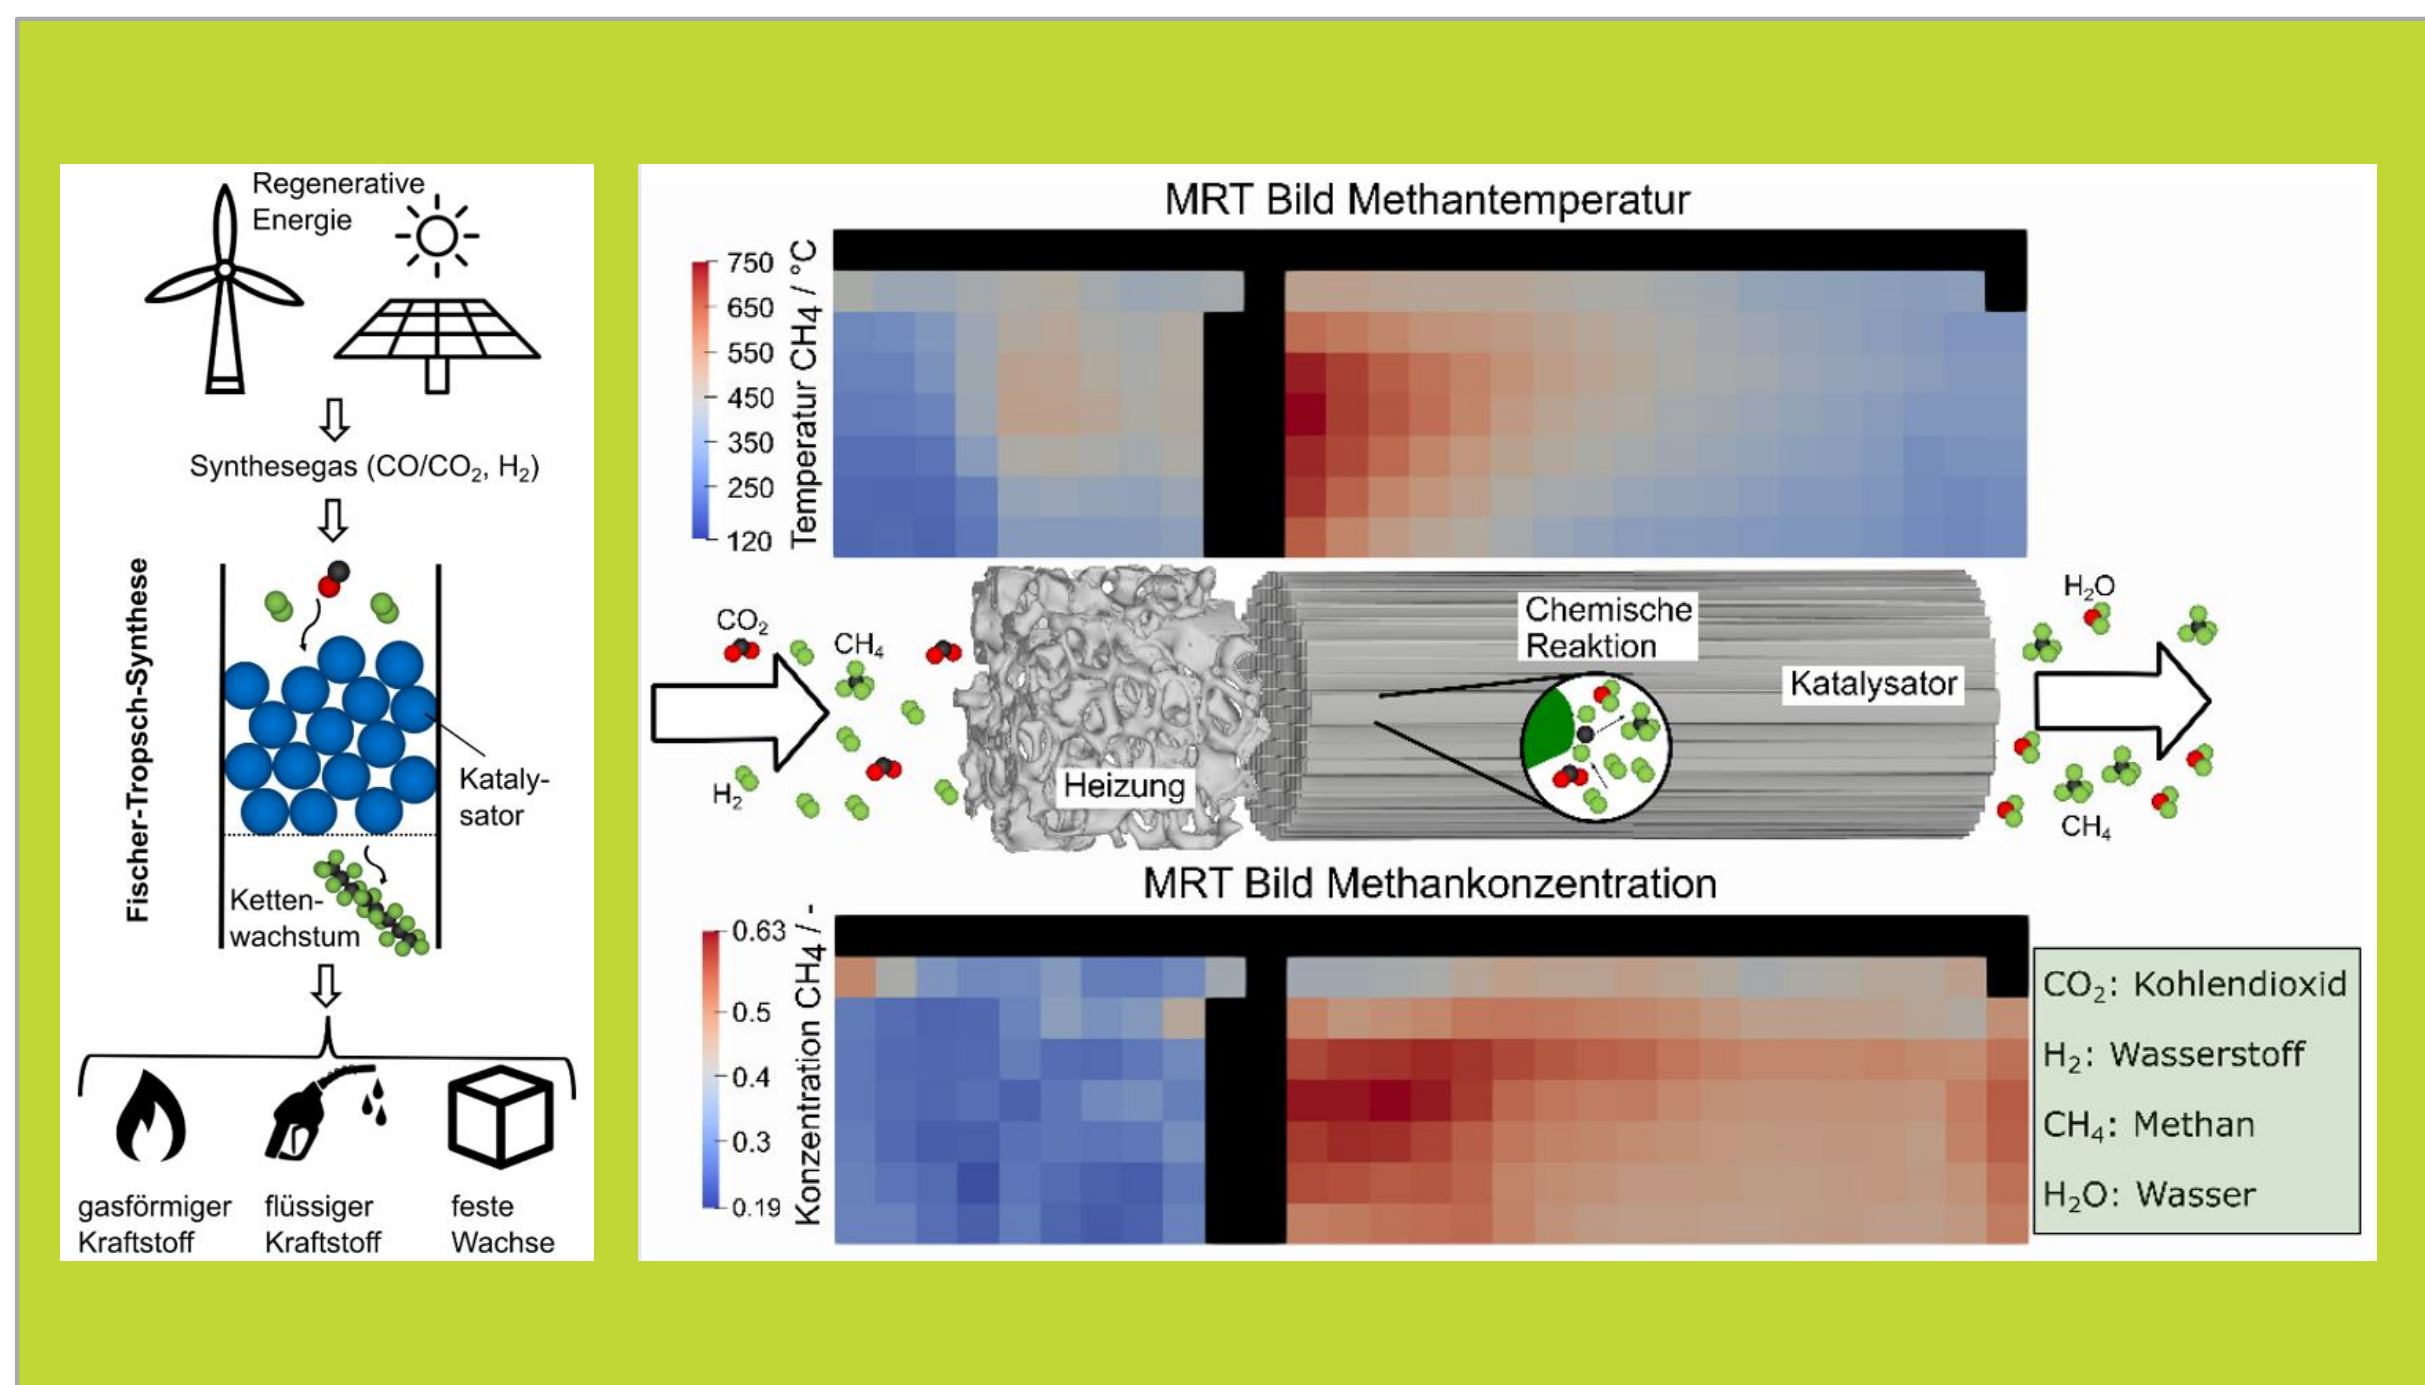 Regenerative
Energie
Synthesegas (CO/CO₂, H₂)
Fischer-Tropsch-Synthese
Kataly-
sator
Ketten-
wachstum
gasförmiger
Kraftstoff
flüssiger
Kraftstoff
feste
Wachse
MRT Bild Methantemperatur
750
650
550
450
350
250
120
Temperatur CH4 / °C
CO₂
CH₄
H₂
Heizung
Chemische
Reaktion
Katalysator
H₂O
CH₄
MRT Bild Methankonzentration
0.63
0.5
0.4
0.3
0.19
Konzentration CH4 / -
CO₂: Kohlendioxid
H₂: Wasserstoff
CH₄: Methan
H₂O: Wasser